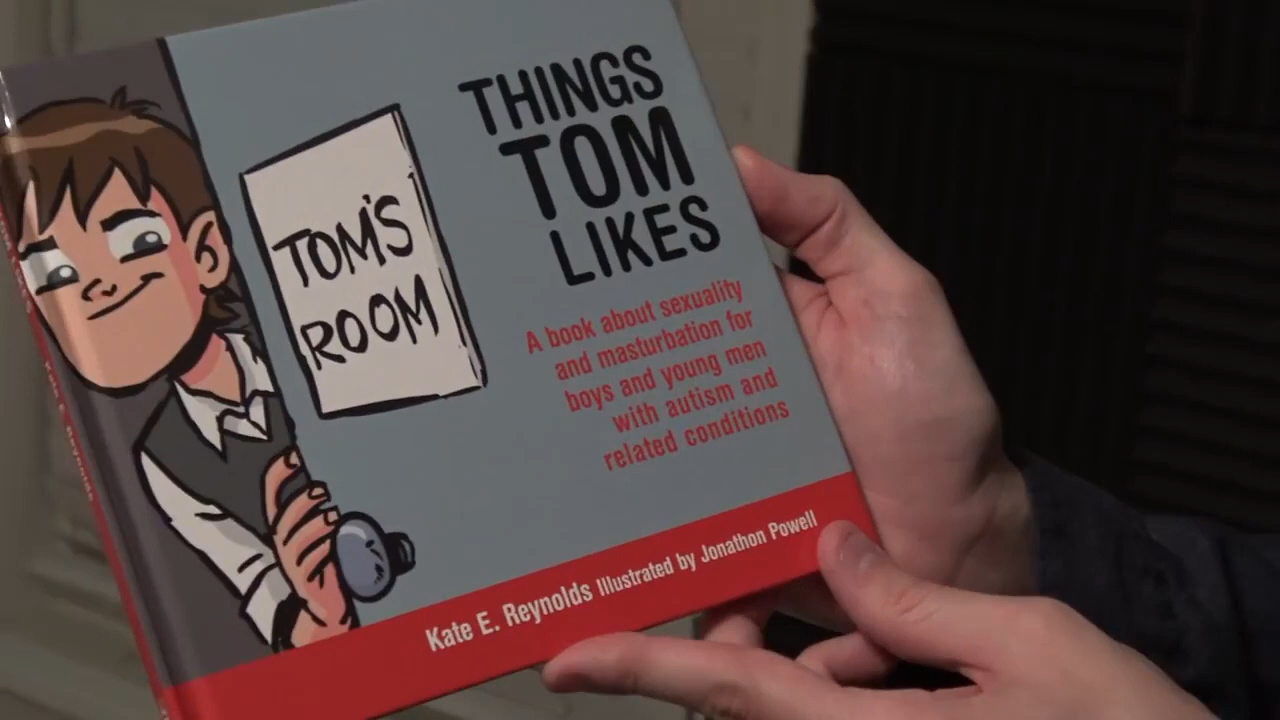 THINGS
TOM
LIKES
TOM'S
ROOM
A book about sexuality
and masturbation for
boys and young men
with autism and
related conditions
Kate E. Reynolds Illustrated by Jonathon Powell